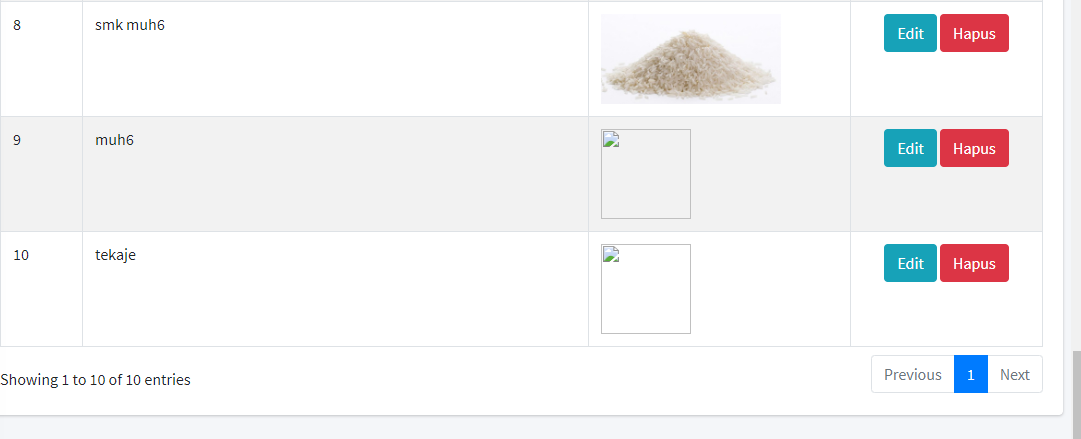 8 smk muh6 Edit Hapus
9 muh6 Edit Hapus
10 tekaje Edit Hapus
Showing 1 to 10 of 10 entries Previous 1 Next